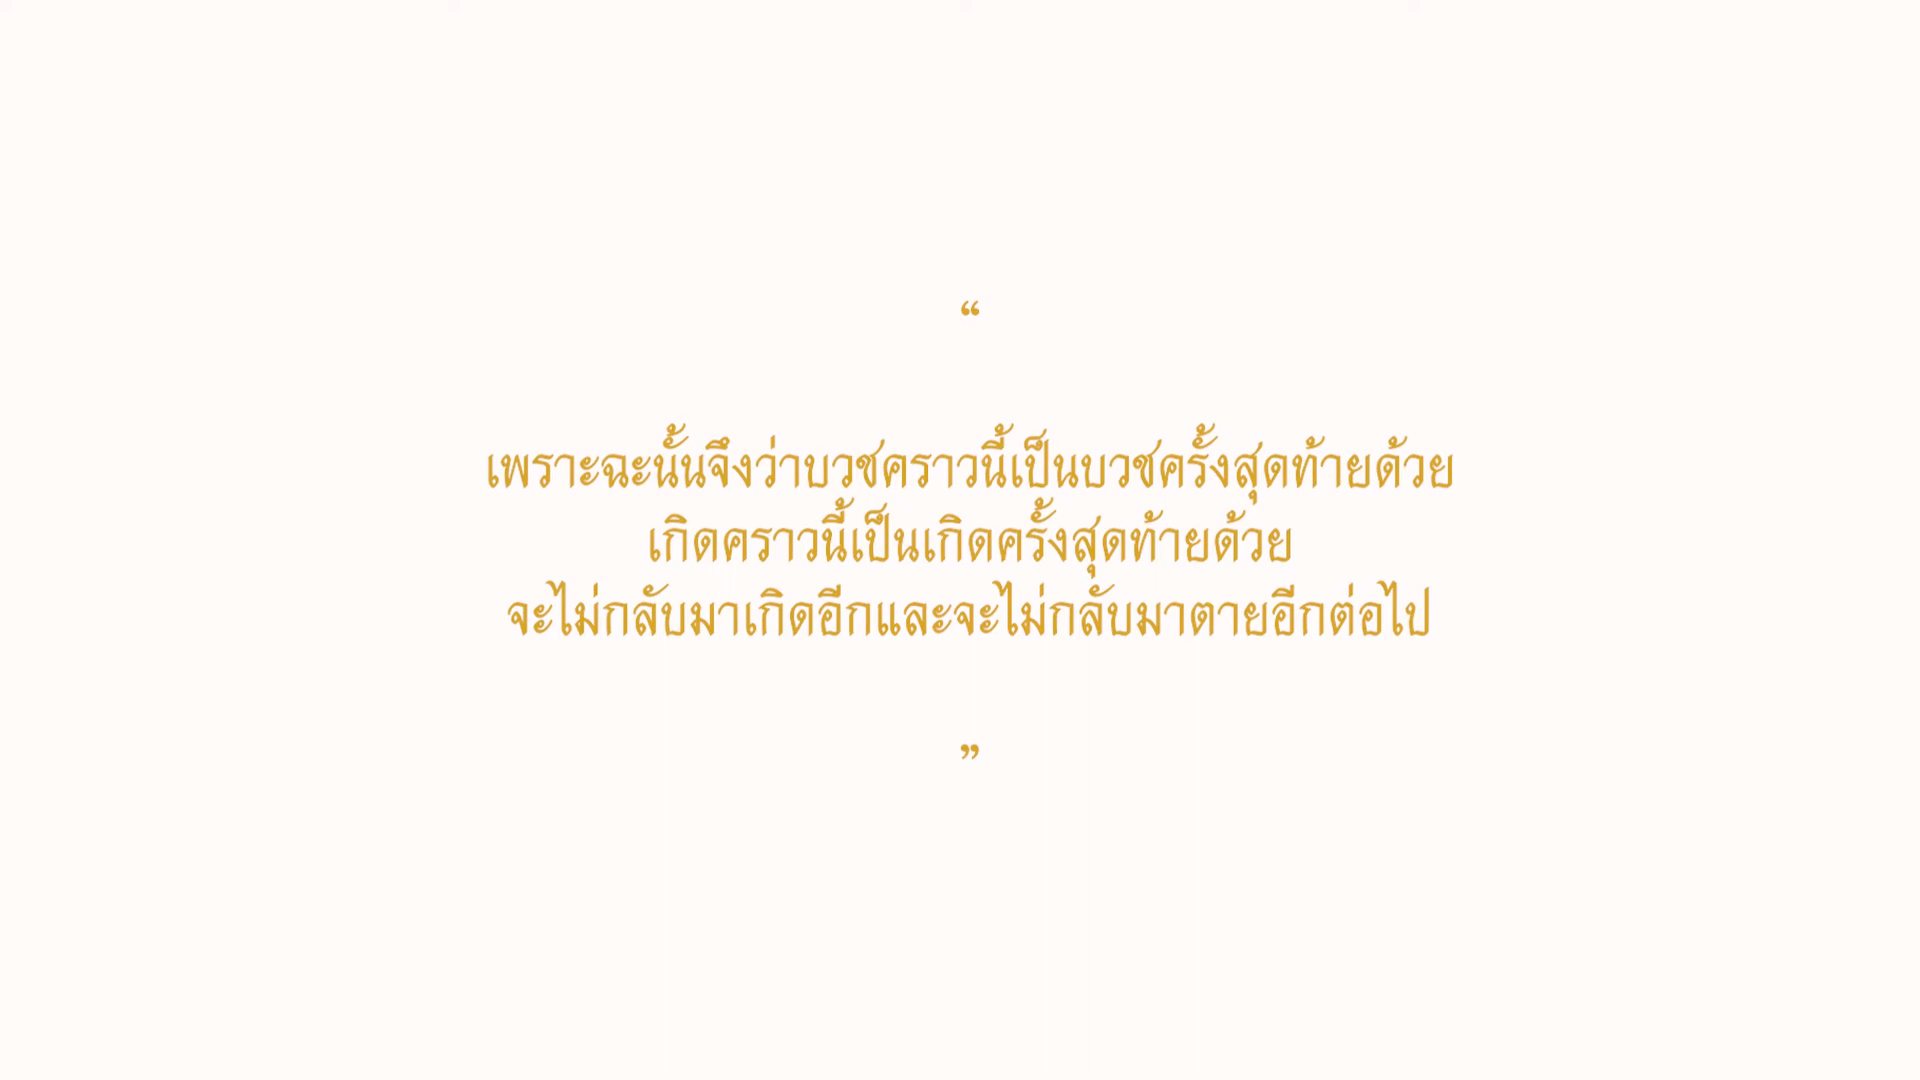 “
เพราะฉะนั้นจึงว่าบวชคราวนี้เป็นบวชครั้งสุดท้ายด้วย
เกิดคราวนี้เป็นเกิดครั้งสุดท้ายด้วย
จะไม่กลับมาเกิดอีกและจะไม่กลับมาตายอีกต่อไป
”